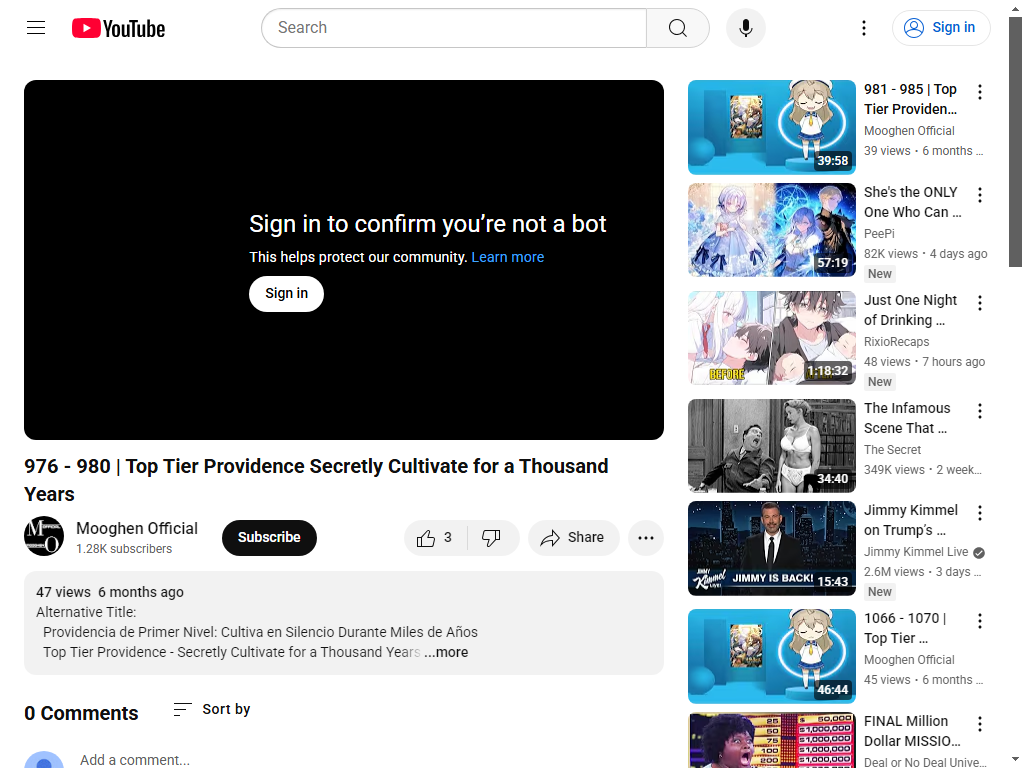 YouTube
Search
Sign in
Sign in to confirm you’re not a bot
This helps protect our community. Learn more
Sign in
976 - 980 | Top Tier Providence Secretly Cultivate for a Thousand
Years
Mooghen Official
1.28K subscribers
Subscribe
3
Share
47 views 6 months ago
Alternative Title:
Providencia de Primer Nivel: Cultiva en Silencio Durante Miles de Años
Top Tier Providence - Secretly Cultivate for a Thousand Years ...more
0 Comments
Sort by
Add a comment...
39:58
981 - 985 | Top
Tier Providen...
Mooghen Official
39 views • 6 months ...
57:19
She's the ONLY
One Who Can ...
PeePi
82K views • 4 days ago
New
BEFORE
1:18:32
Just One Night
of Drinking ...
RixioRecaps
48 views • 7 hours ago
New
34:40
The Infamous
Scene That ...
The Secret
349K views • 2 week...
JIMMY KIMMEL LIVE!
JIMMY IS BACK!
15:43
Jimmy Kimmel
on Trump’s ...
Jimmy Kimmel Live
2.6M views • 3 days ...
New
46:44
1066 - 1070 |
Top Tier ...
Mooghen Official
45 views • 6 months ...
FINAL Million
Dollar MISSIO...
Deal or No Deal Unive...